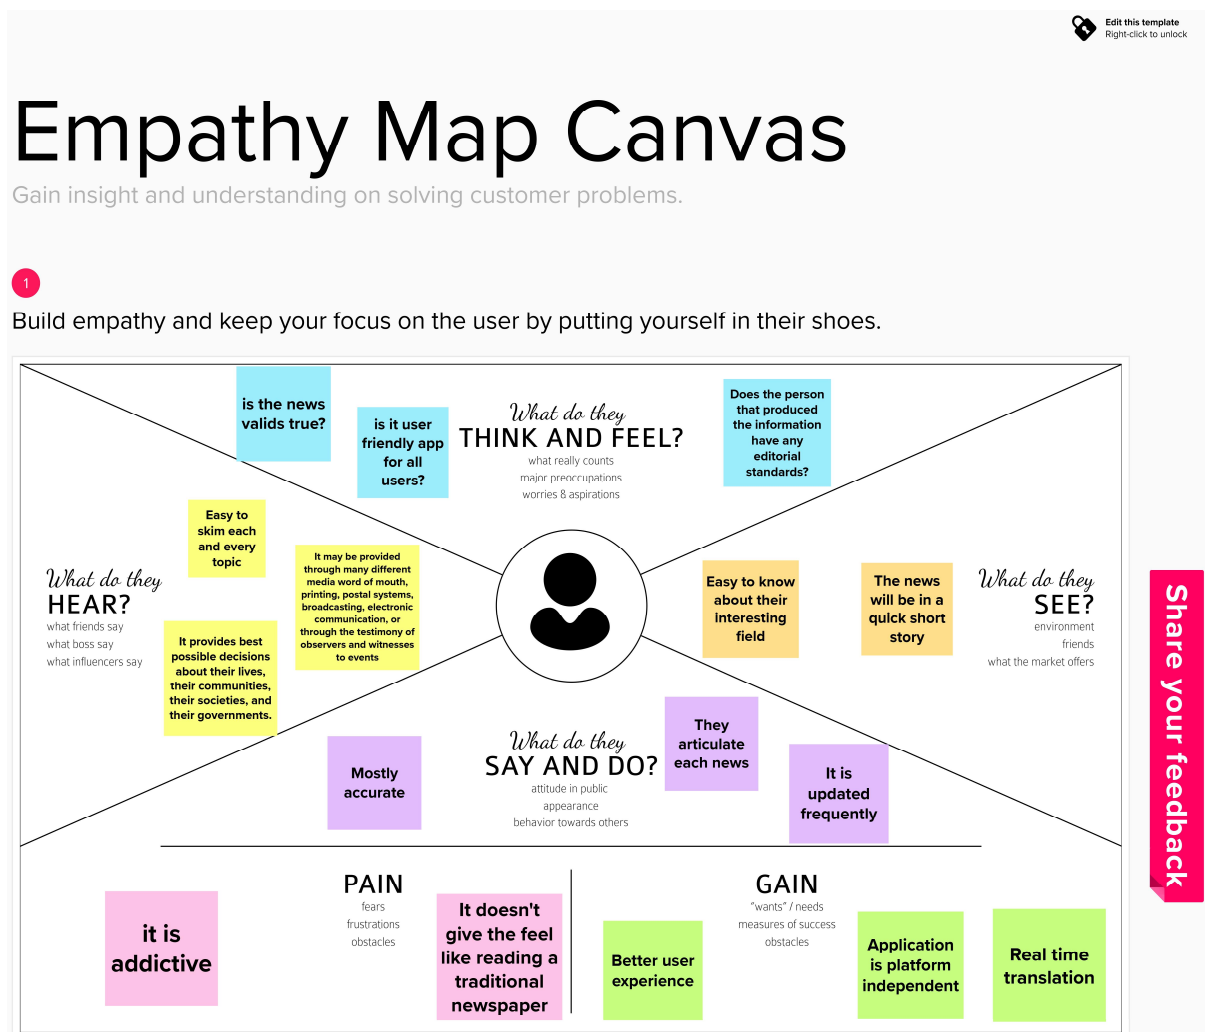 Edit this template
Right-click to unlock
Empathy Map Canvas
Gain insight and understanding on solving customer problems.
1
Build empathy and keep your focus on the user by putting yourself in their shoes.
is the news
valids true?
is it user
friendly app
for all
users?
What do they
THINK AND FEEL?
what really counts
major preoccupations
worries & aspirations
Does the person
that produced
the information
have any
editorial
standards?
What do they
HEAR?
what friends say
what boss say
what influencers say
Easy to
skim each
and every
topic
It may be provided
through many different
media word of mouth,
printing, postal systems,
broadcasting, electronic
communication, or
through the testimony of
observers and witnesses
to events
It provides best
possible decisions
about their lives,
their communities,
their societies, and
their governments.
Easy to know
about their
interesting
field
The news
will be in a
quick short
story
What do they
SEE?
environment
friends
what the market offers
Share your feedback
Mostly
accurate
What do they
SAY AND DO?
attitude in public
appearance
behavior towards others
They
articulate
each news
It is
updated
frequently
it is
addictive
PAIN
fears
frustrations
obstacles
It doesn't
give the feel
like reading a
traditional
newspaper
Better user
experience
GAIN
"wants" / needs
measures of success
obstacles
Application
is platform
independent
Real time
translation